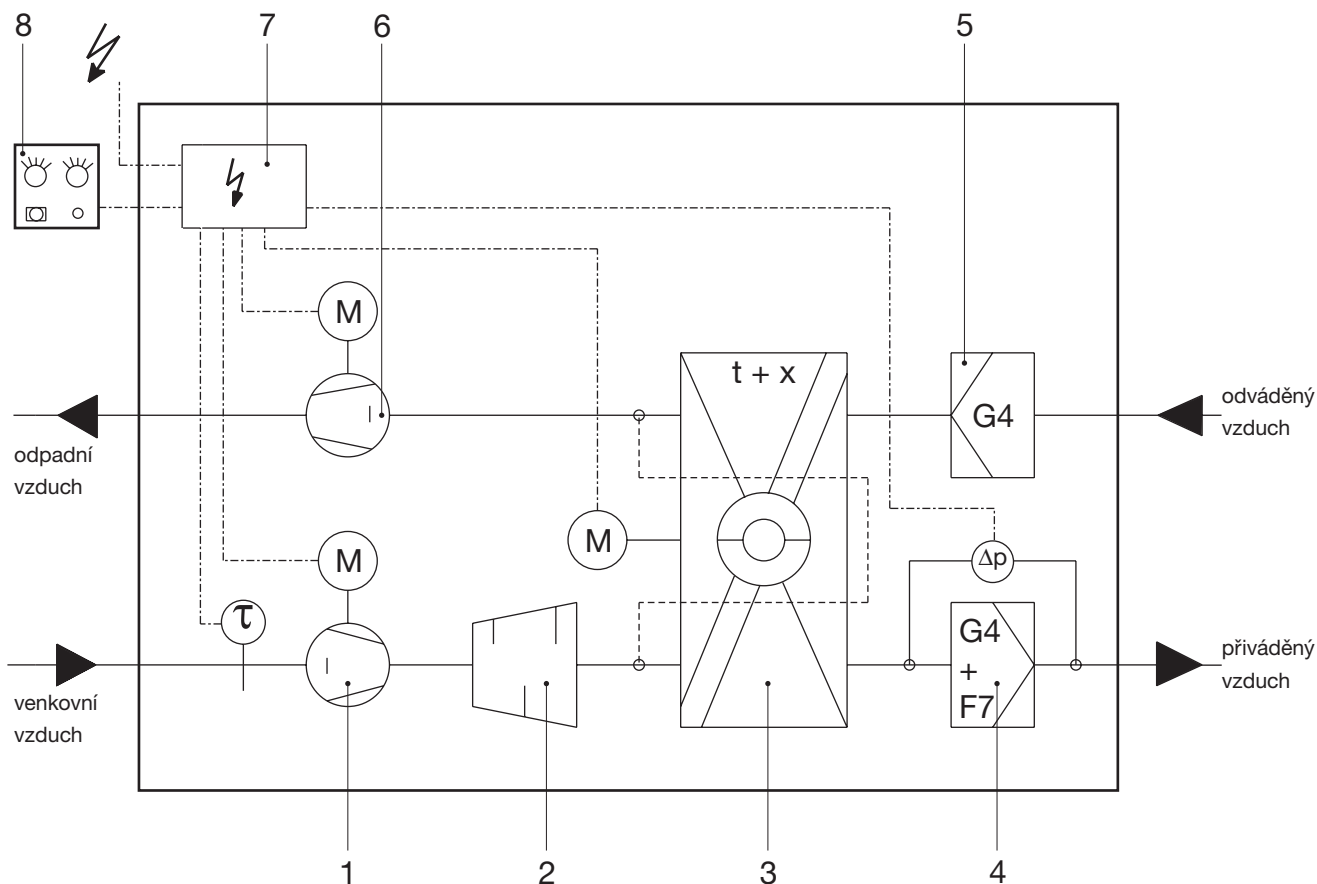 8
7
6
5
M
t + x
G4
odváděný
vzduch
odpadní
vzduch
M
M
Δp
τ
G4
+
F7
přiváděný
vzduch
venkovní
vzduch
1
2
3
4